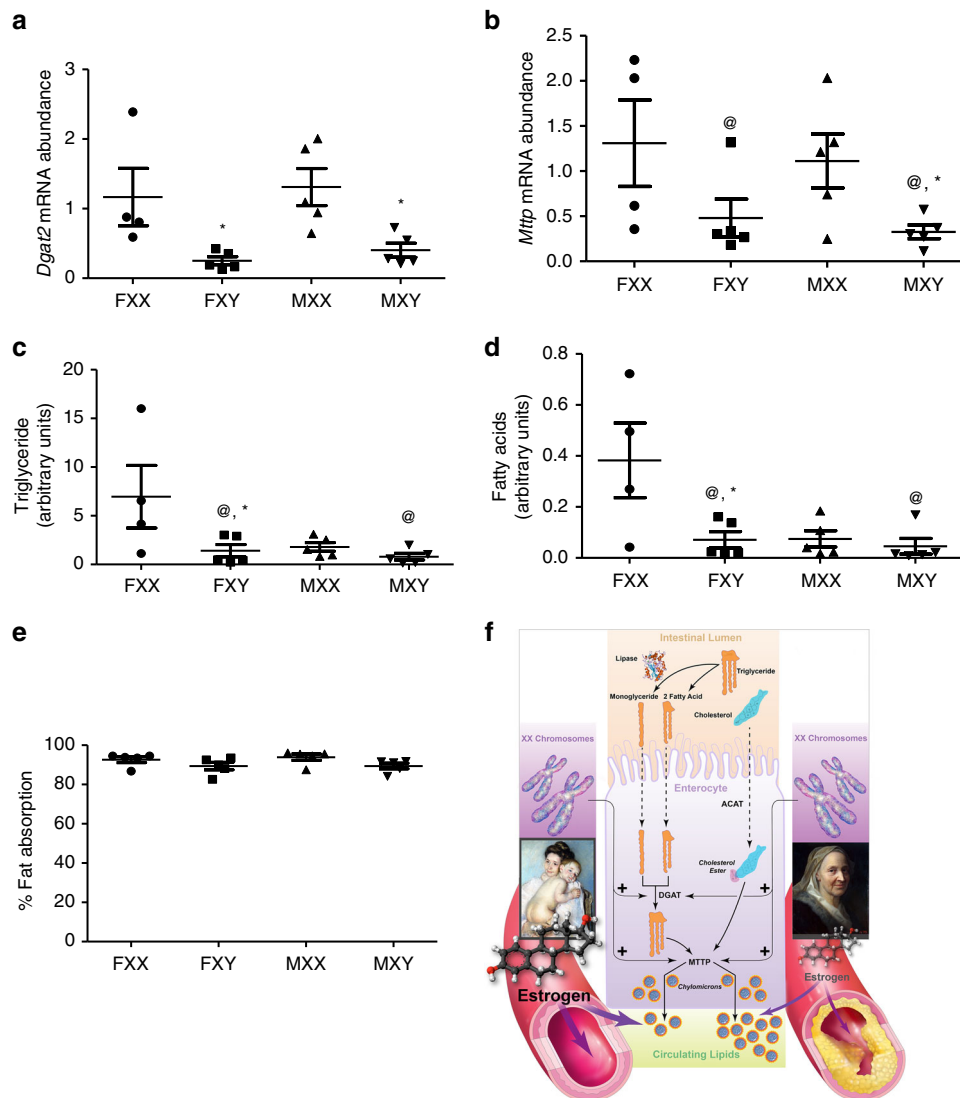 a
Dgat2 mRNA abundance
3
2
1
0
*
*
FXX
FXY
MXX
MXY
b
Mttp mRNA abundance
2.5
2.0
1.5
1.0
0.5
0.0
@
@, *
FXX
FXY
MXX
MXY
c
Triglyceride
(arbitrary units)
20
15
10
5
0
@, *
@
FXX
FXY
MXX
MXY
d
Fatty acids
(arbitrary units)
0.8
0.6
0.4
0.2
0.0
@, *
@
FXX
FXY
MXX
MXY
e
% Fat absorption
100
80
60
40
20
0
FXX
FXY
MXX
MXY
f
Intestinal Lumen
Lipase
Triglyceride
Monoglyceride
2 Fatty Acid
Cholesterol
XX Chromosomes
XX Chromosomes
Enterocyte
ACAT
Cholesterol
Ester
+
DGAT
+
+
MTTP
+
Chylomicrons
Estrogen
Estrogen
Circulating Lipids